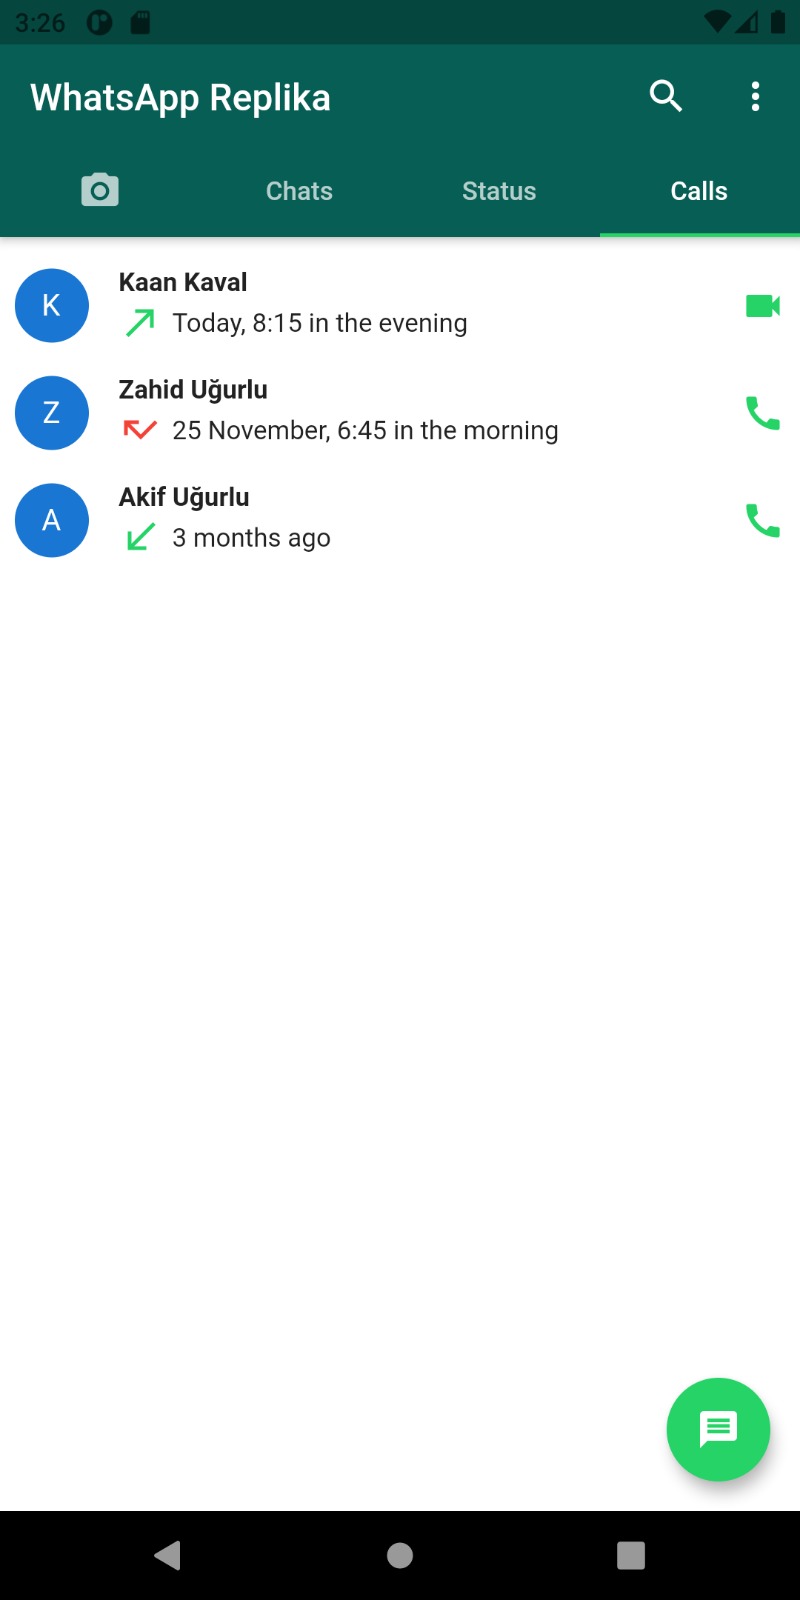 3:26
WhatsApp Replika
Chats Status Calls
K
Kaan Kaval
Today, 8:15 in the evening
Z
Zahid Uğurlu
25 November, 6:45 in the morning
A
Akif Uğurlu
3 months ago